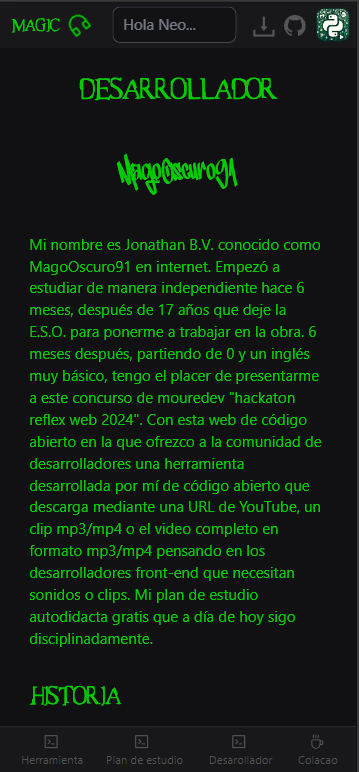 MAGIC
Hola Neo...
DESARROLLADOR
MagoOscuro91
Mi nombre es Jonathan B.V. conocido como
MagoOscuro91 en internet. Empezó a
estudiar de manera independiente hace 6
meses, después de 17 años que deje la
E.S.O. para ponerme a trabajar en la obra. 6
meses después, partiendo de 0 y un inglés
muy básico, tengo el placer de presentarme
a este concurso de mouredev "hackaton
reflex web 2024". Con esta web de código
abierto en la que ofrezco a la comunidad de
desarrolladores una herramienta
desarrollada por mí de código abierto que
descarga mediante una URL de YouTube, un
clip mp3/mp4 o el video completo en
formato mp3/mp4 pensando en los
desarrolladores front-end que necesitan
sonidos o clips. Mi plan de estudio
autodidacta gratis que a día de hoy sigo
disciplinadamente.
HISTORIA
Herramienta Plan de estudio Desarollador Colacao